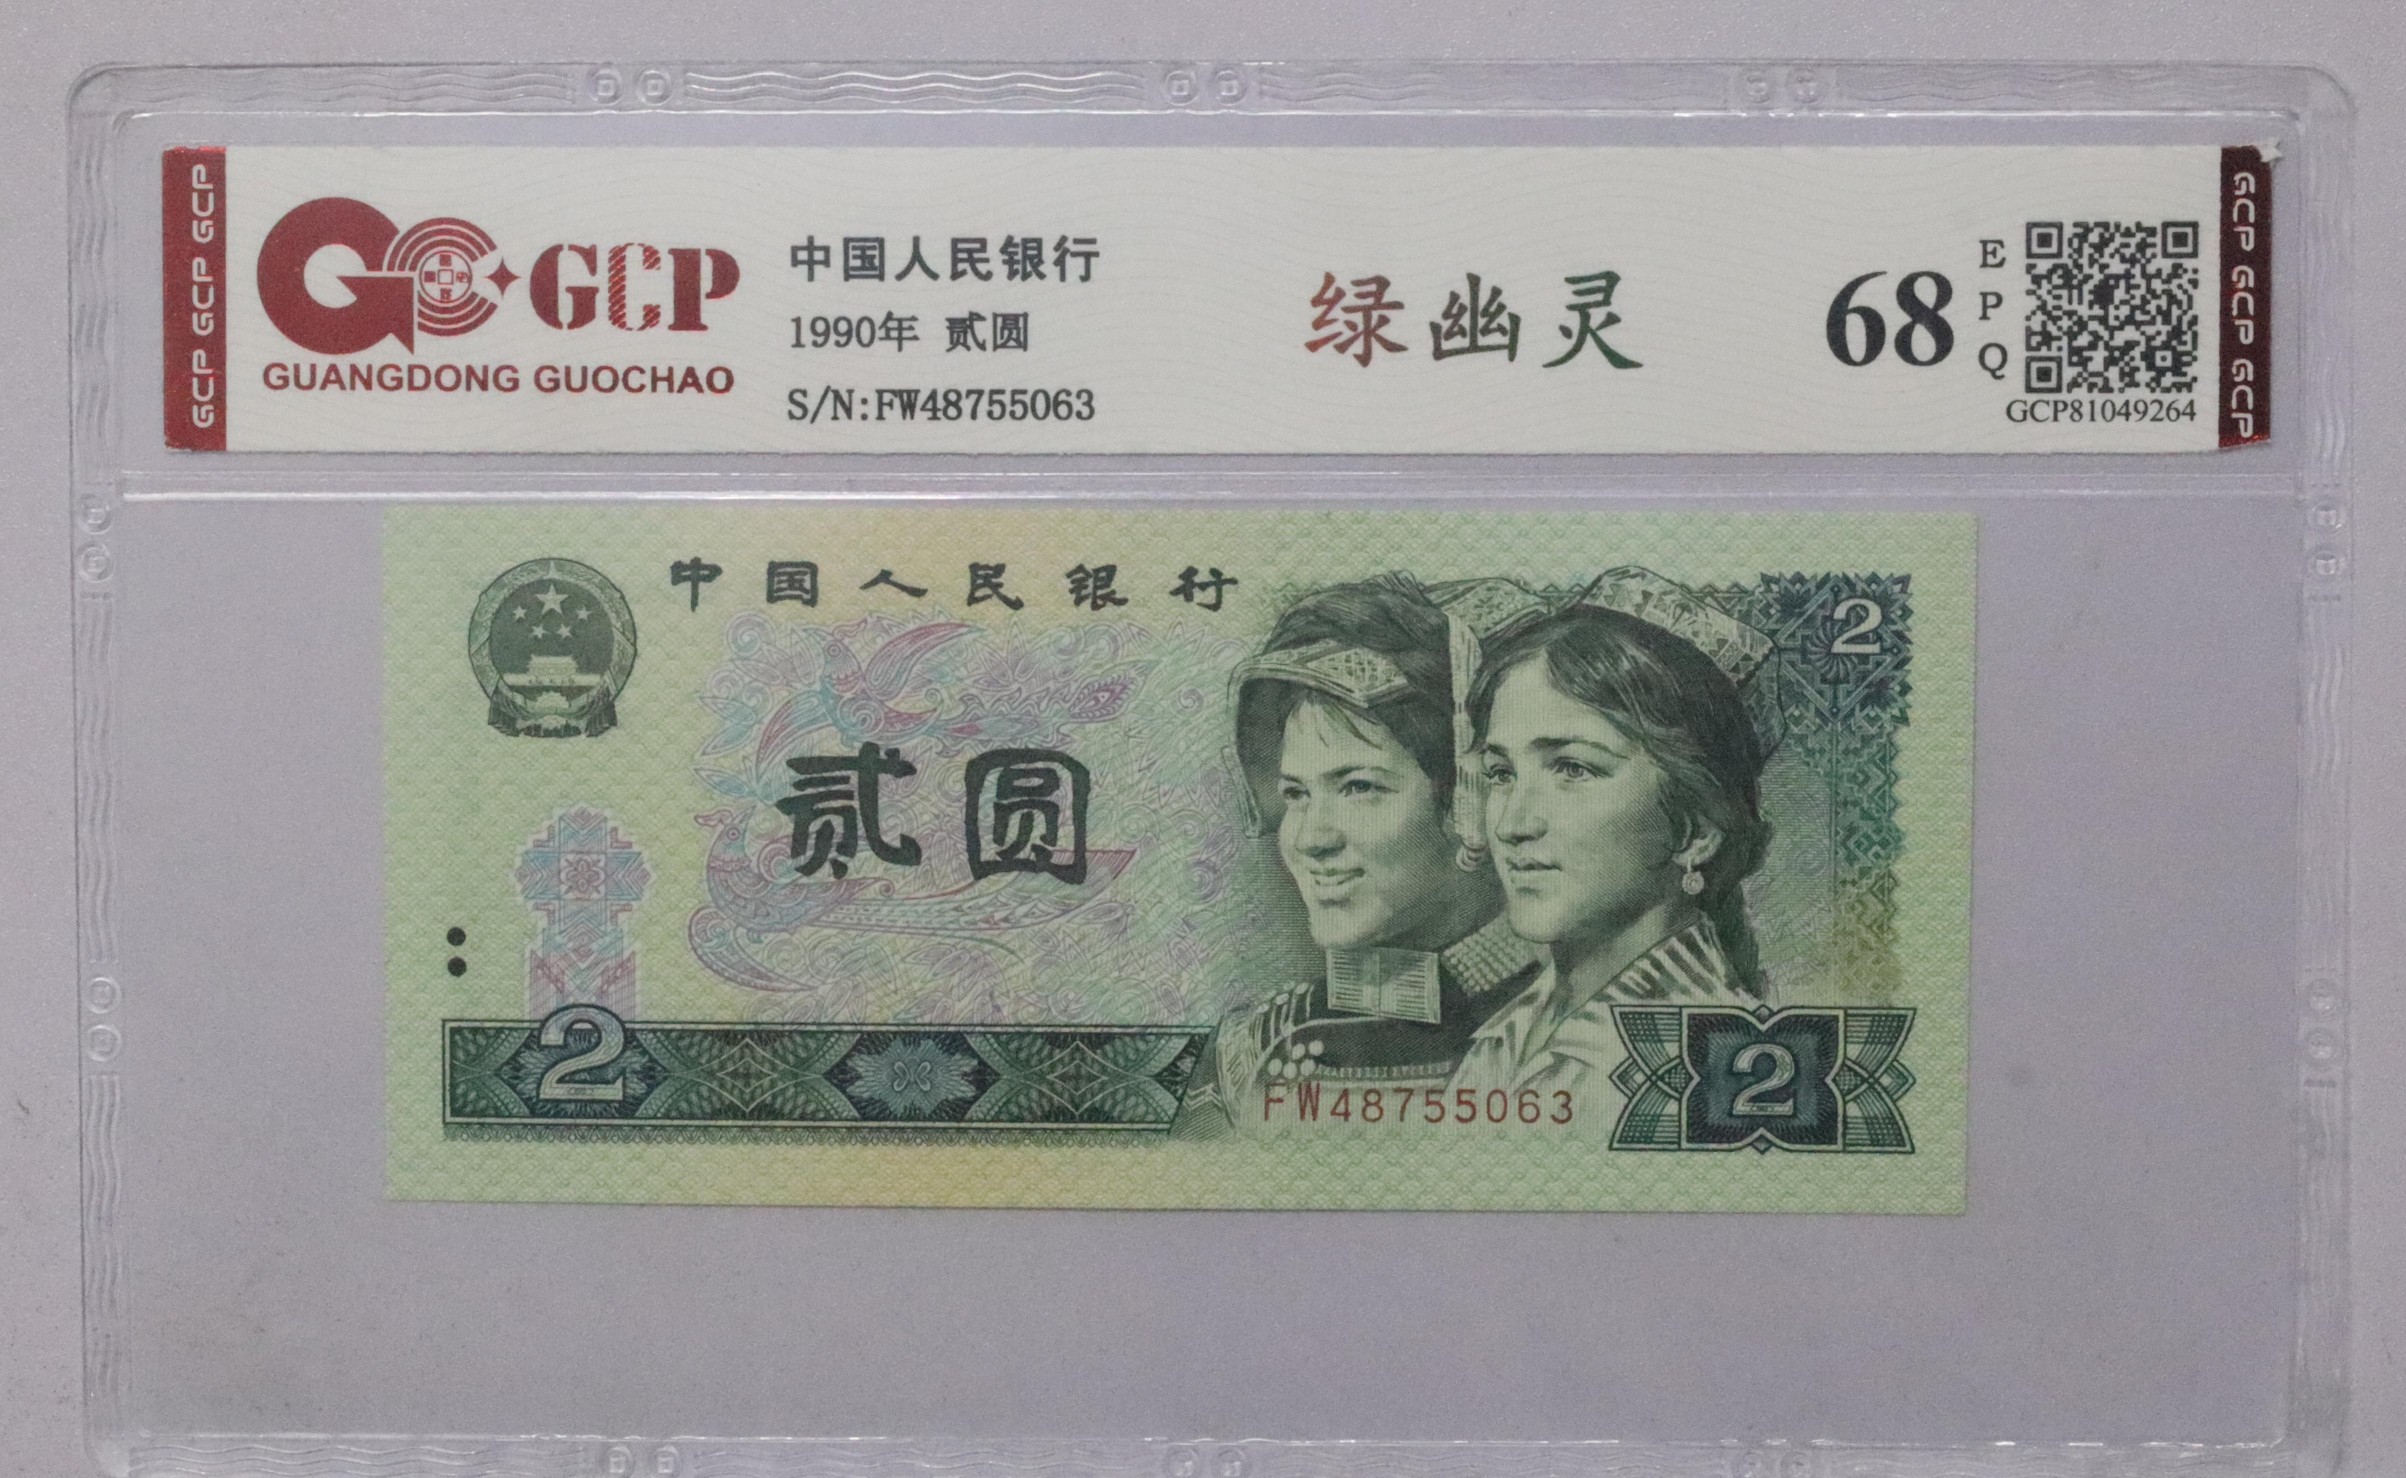 GCP GCP GCP
GCP
GUANGDONG GUOCHAO
中国人民银行
1990年 贰圆
S/N:FW48755063
绿幽灵
68
EPQ
GCP81049264
GCP GCP GCP
中国人民银行
2
贰圆
2
FW48755063
2